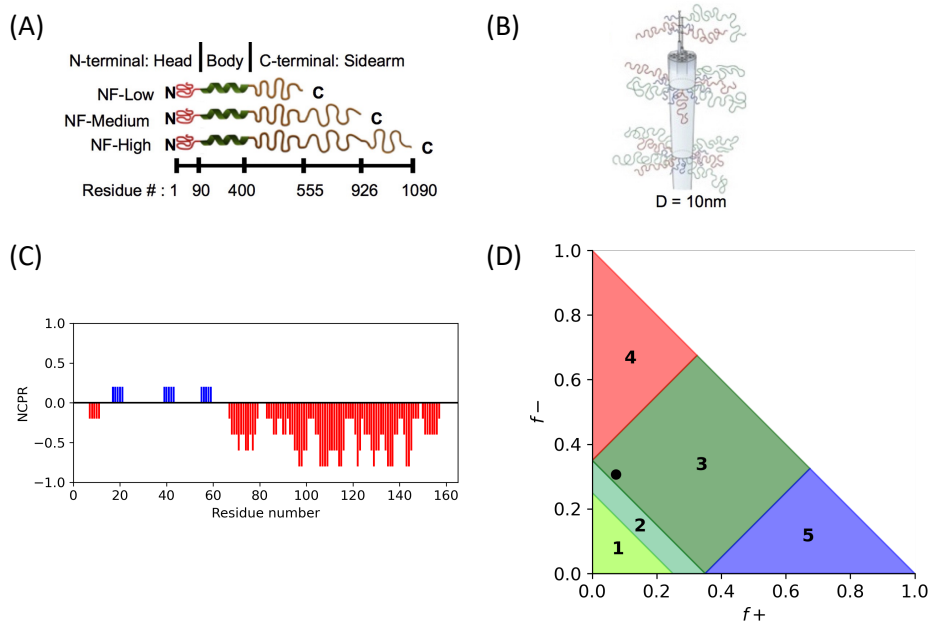 (A)
N-terminal: Head | Body | C-terminal: Sidearm
NF-Low N C
NF-Medium N C
NF-High N C
Residue # : 1 90 400 555 926 1090
(B)
D = 10nm
(C)
1.0
0.5
0.0
−0.5
−1.0
NCPR
0 20 40 60 80 100 120 140 160
Residue number
(D)
1.0
0.8
0.6
0.4
0.2
0.0
f−
4
3
2
1
5
0.0 0.2 0.4 0.6 0.8 1.0
f+